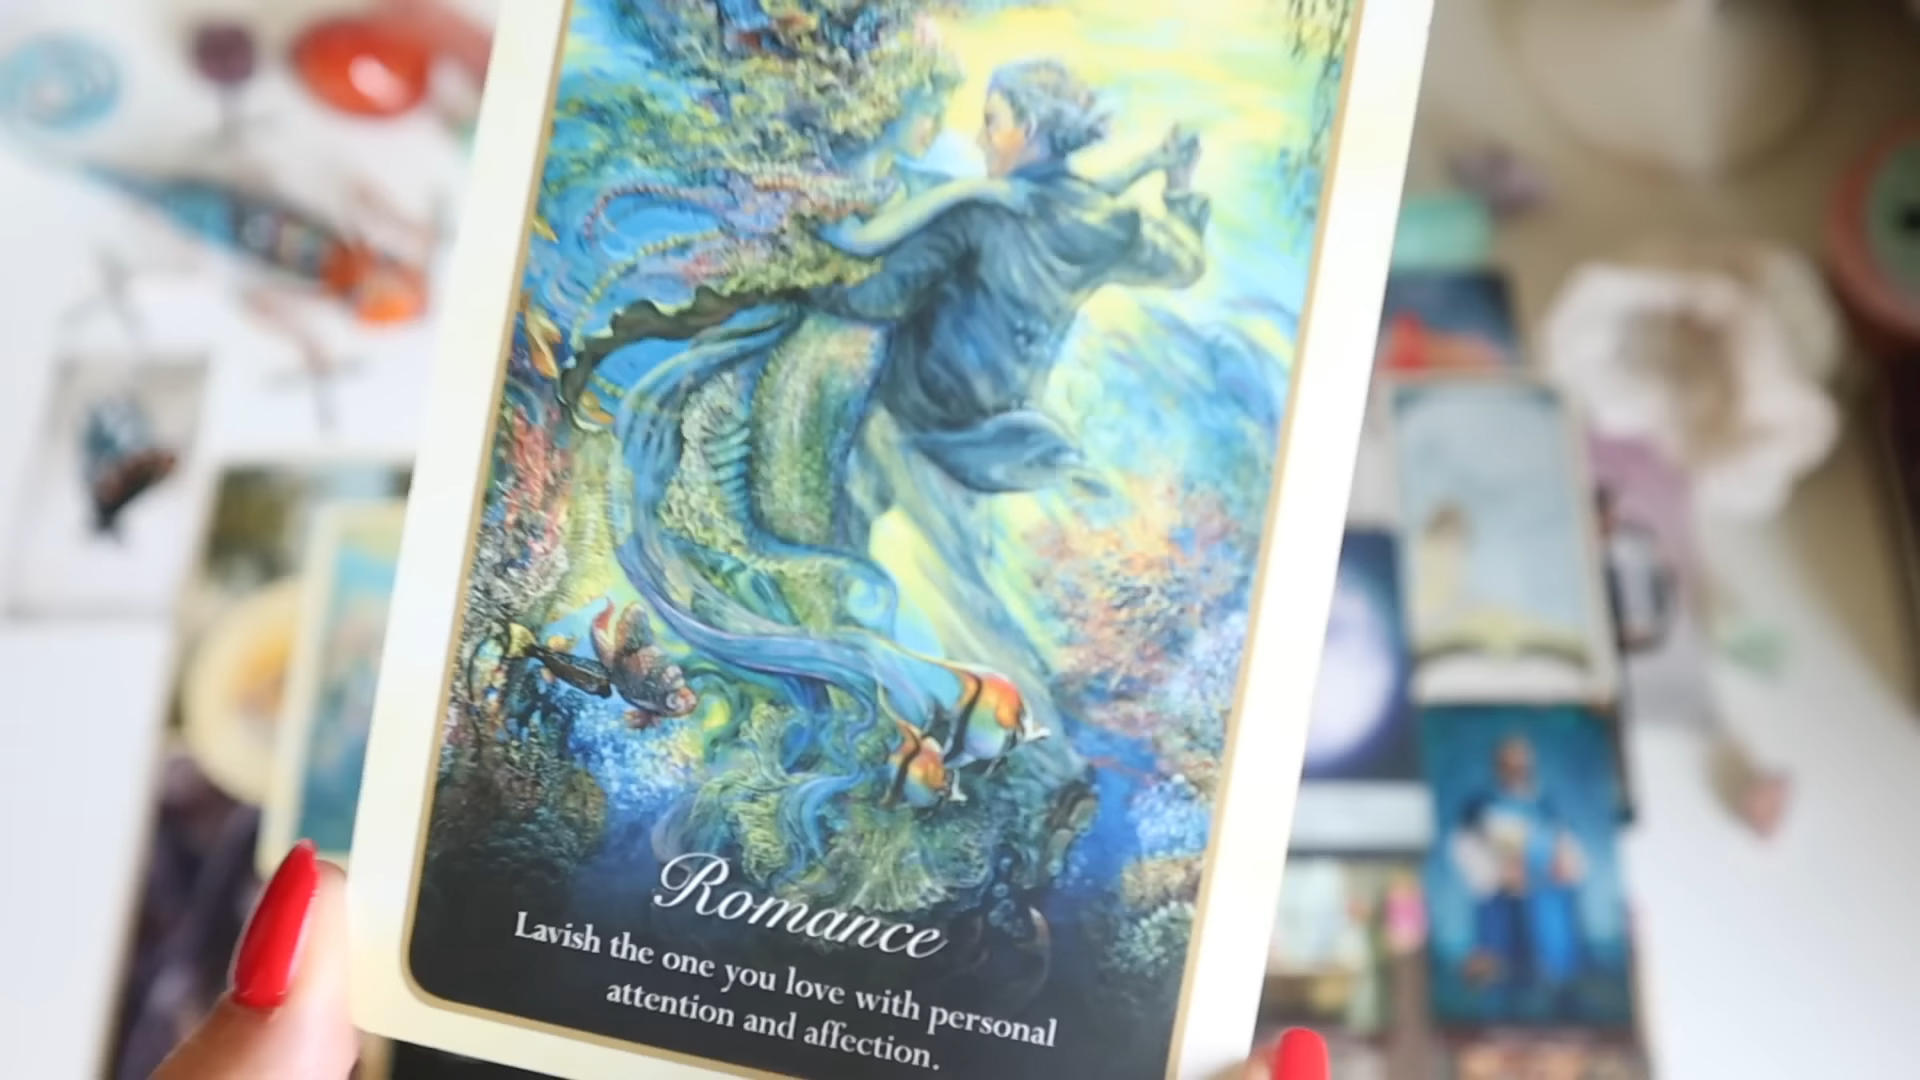 Romance
Lavish the one you love with personal
attention and affection.